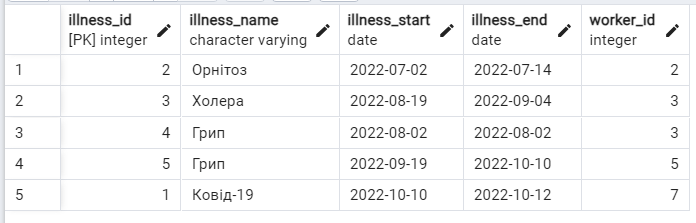 illness_id illness_name illness_start illness_end worker_id
[PK] integer character varying date date integer
1 2 Орнітоз 2022-07-02 2022-07-14 2
2 3 Холера 2022-08-19 2022-09-04 3
3 4 Грип 2022-08-02 2022-08-02 3
4 5 Грип 2022-09-19 2022-10-10 5
5 1 Ковід-19 2022-10-10 2022-10-12 7